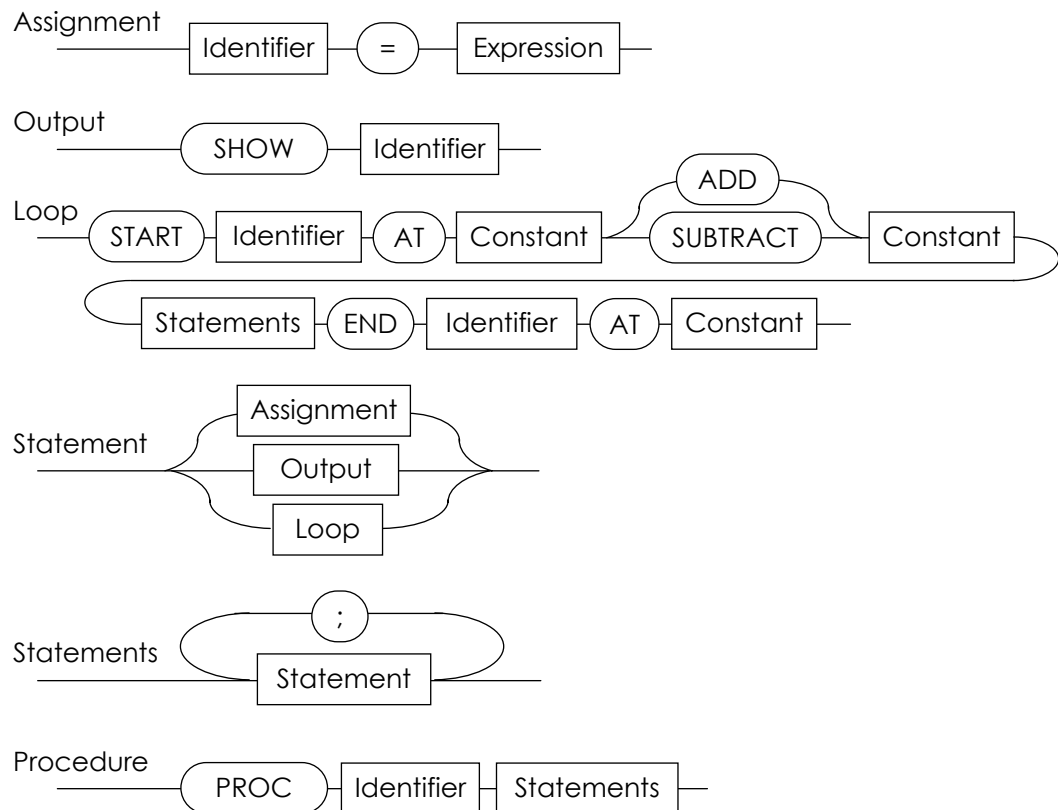 Assignment
Identifier = Expression
Output
SHOW Identifier
ADD
Loop START Identifier AT Constant SUBTRACT Constant
Statements END Identifier AT Constant
Assignment
Statement
Output
Loop
;
Statements
Statement
Procedure
PROC Identifier Statements